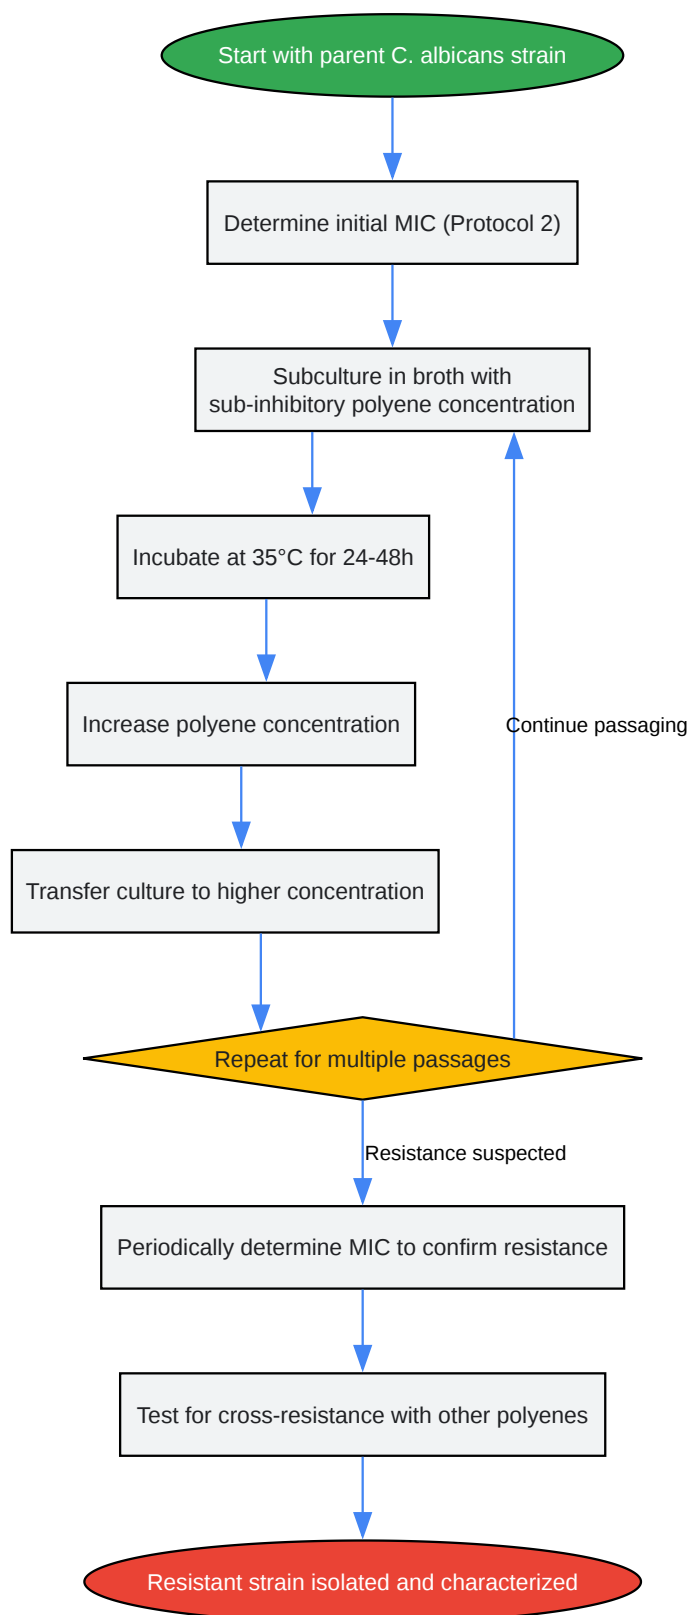 Start with parent C. albicans strain
Determine initial MIC (Protocol 2)
Subculture in broth with
sub-inhibitory polyene concentration
Incubate at 35°C for 24-48h
Increase polyene concentration
Continue passaging
Transfer culture to higher concentration
Repeat for multiple passages
Resistance suspected
Periodically determine MIC to confirm resistance
Test for cross-resistance with other polyenes
Resistant strain isolated and characterized